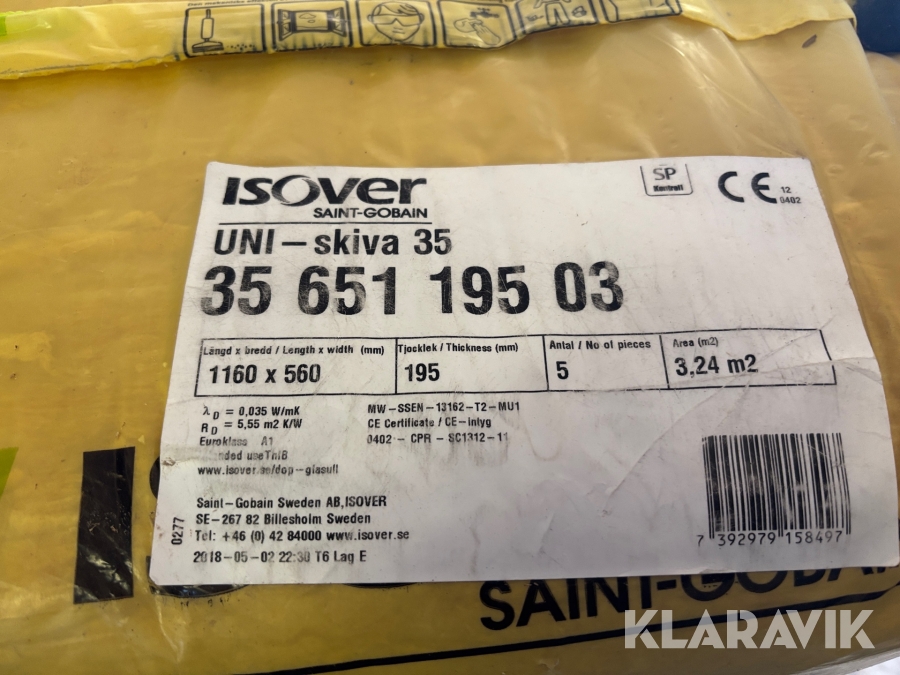 ISOVER
SAINT-GOBAIN
SP
Kontroll
CE 12
0402
UNI-skiva 35
35 651 195 03
Längd x bredd / Length x width (mm)
1160 x 560
Tjocklek / Thickness (mm)
195
Antal / No of pieces
5
Area (m2)
3,24 m2
λD = 0,035 W/mK
RD = 5,55 m2 K/W
Euroklass A1
nded useThIB
www.isover.se/dop-glasull
MW-SSEN-13162-T2-MU1
CE Certificate / CE-intyg
0402 - CPR - SC1312-11
Saint-Gobain Sweden AB,ISOVER
SE-267 82 Billesholm Sweden
Tel: +46 (0) 42 84000 www.isover.se
2018-05-02 22:30 T6 Lag E
0277
7 392979 158497
IS
SAINT-GOBAIN
KLARAVIK